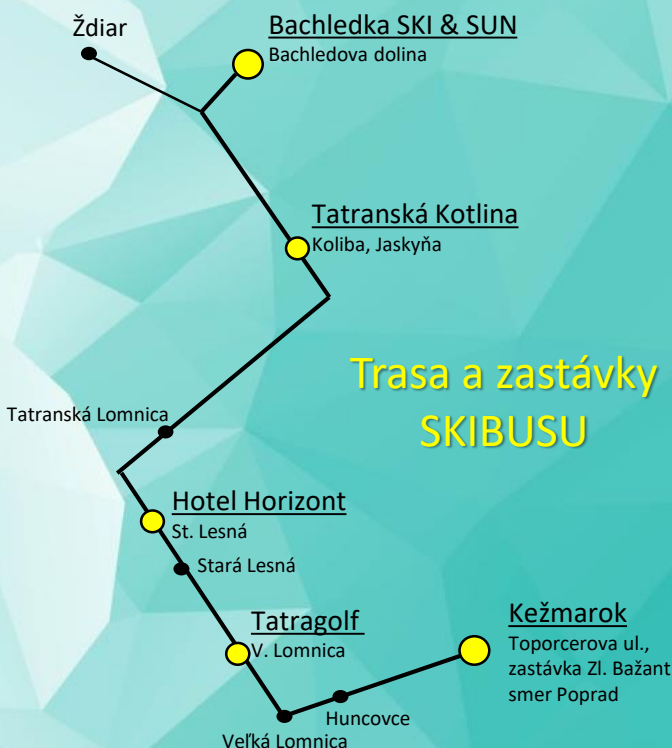 Ždiar
Bachledka SKI & SUN
Bachledova dolina
Tatranská Kotlina
Koliba, Jaskyňa
Trasa a zastávky
SKIBUSU
Tatranská Lomnica
Hotel Horizont
St. Lesná
Stará Lesná
Tatragolf
V. Lomnica
Kežmarok
Toporcerova ul.,
zastávka Zl. Bažant
smer Poprad
Huncovce
Veľká Lomnica